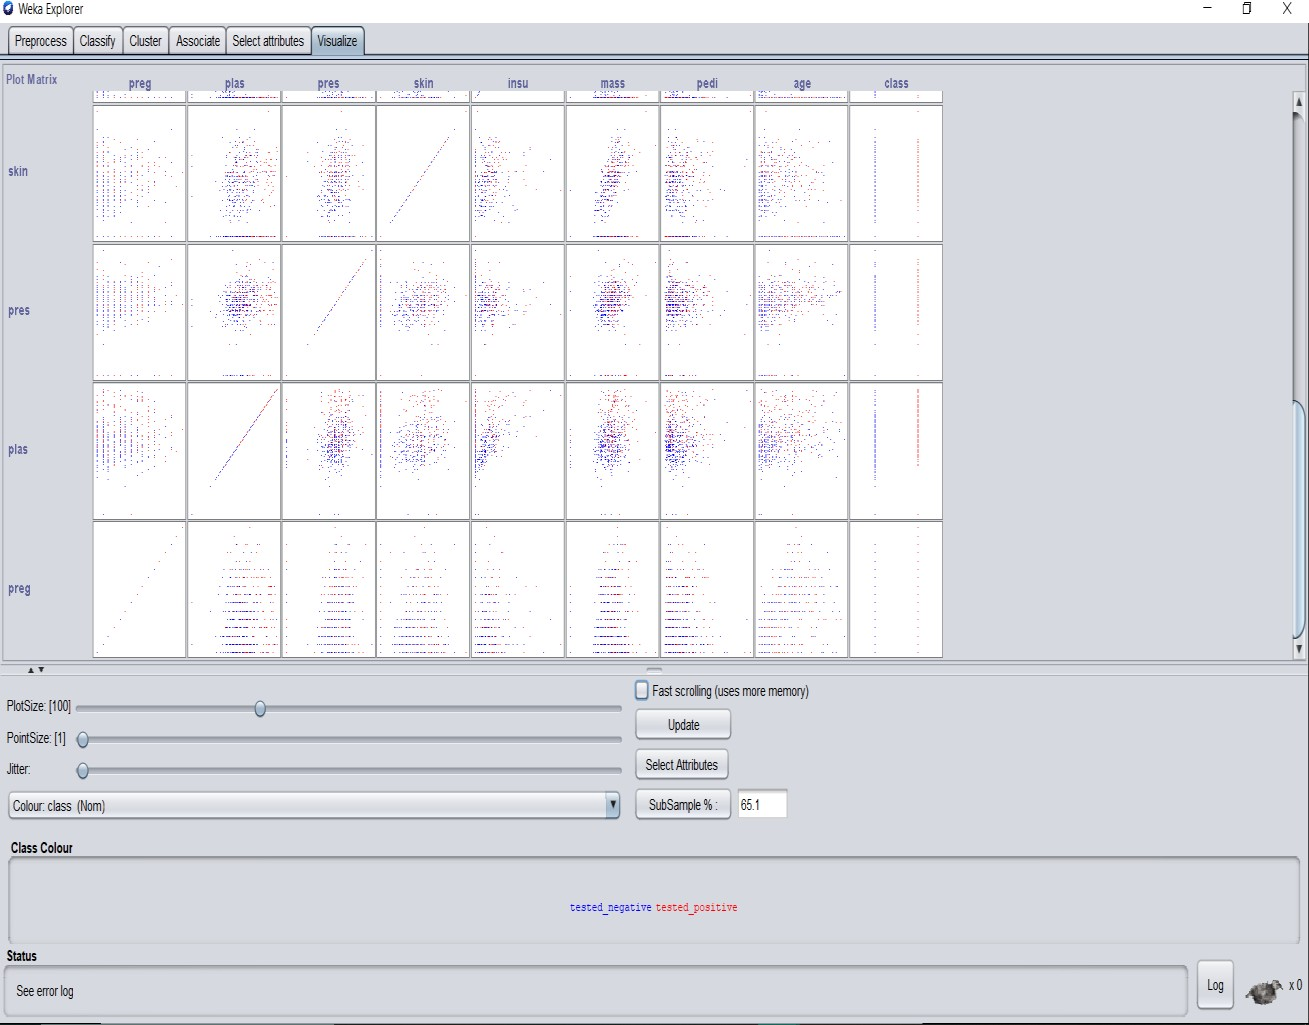 Weka Explorer
Preprocess Classify Cluster Associate Select attributes Visualize
Plot Matrix preg plas pres skin insu mass pedi age class
skin
pres
plas
preg
Fast scrolling (uses more memory)
PlotSize: [100]
Update
PointSize: [1]
Select Attributes
Jitter:
Colour: class (Nom) SubSample % : 65.1
Class Colour
tested_negative tested_positive
Status
See error log
Log x 0